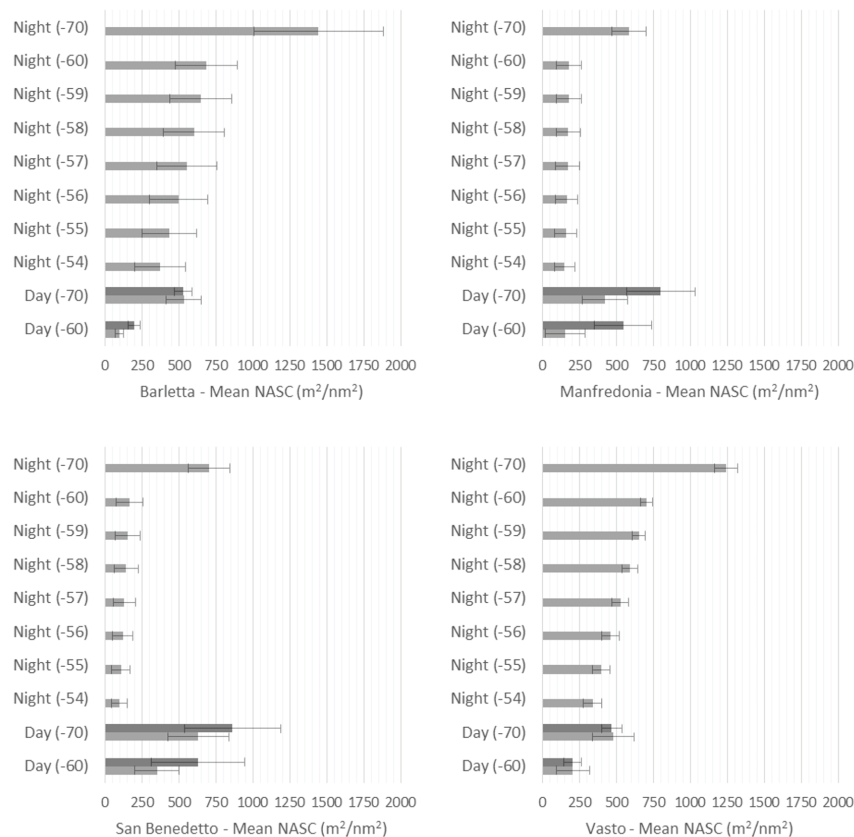 Night (-70)
Night (-60)
Night (-59)
Night (-58)
Night (-57)
Night (-56)
Night (-55)
Night (-54)
Day (-70)
Day (-60)
0 250 500 750 1000 1250 1500 1750 2000
Barletta - Mean NASC (m²/nm²)
Night (-70)
Night (-60)
Night (-59)
Night (-58)
Night (-57)
Night (-56)
Night (-55)
Night (-54)
Day (-70)
Day (-60)
0 250 500 750 1000 1250 1500 1750 2000
Manfredonia - Mean NASC (m²/nm²)
Night (-70)
Night (-60)
Night (-59)
Night (-58)
Night (-57)
Night (-56)
Night (-55)
Night (-54)
Day (-70)
Day (-60)
0 250 500 750 1000 1250 1500 1750 2000
San Benedetto - Mean NASC (m²/nm²)
Night (-70)
Night (-60)
Night (-59)
Night (-58)
Night (-57)
Night (-56)
Night (-55)
Night (-54)
Day (-70)
Day (-60)
0 250 500 750 1000 1250 1500 1750 2000
Vasto - Mean NASC (m²/nm²)